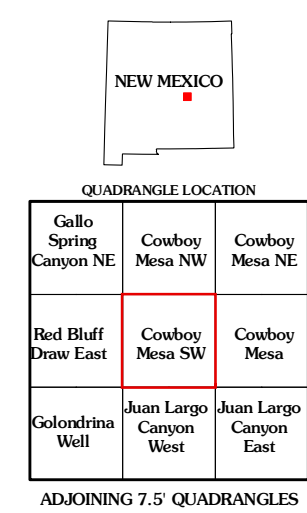 NEW MEXICO
QUADRANGLE LOCATION
Gallo
Spring
Canyon NE
Cowboy
Mesa NW
Cowboy
Mesa NE
Red Bluff
Draw East
Cowboy
Mesa SW
Cowboy
Mesa
Golondrina
Well
Juan Largo
Canyon
West
Juan Largo
Canyon
East
ADJOINING 7.5' QUADRANGLES